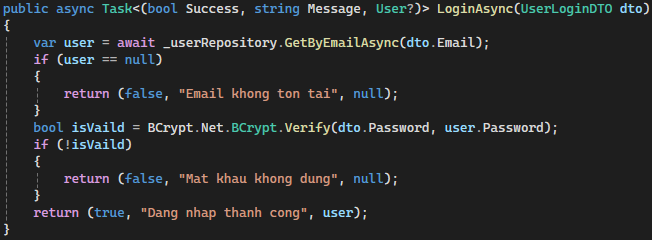 public async Task<(bool Success, string Message, User?)> LoginAsync(UserLoginDTO dto)
{
var user = await _userRepository.GetByEmailAsync(dto.Email);
if (user == null)
{
return (false, "Email khong ton tai", null);
}
bool isVaild = BCrypt.Net.BCrypt.Verify(dto.Password, user.Password);
if (!isVaild)
{
return (false, "Mat khau khong dung", null);
}
return (true, "Dang nhap thanh cong", user);
}